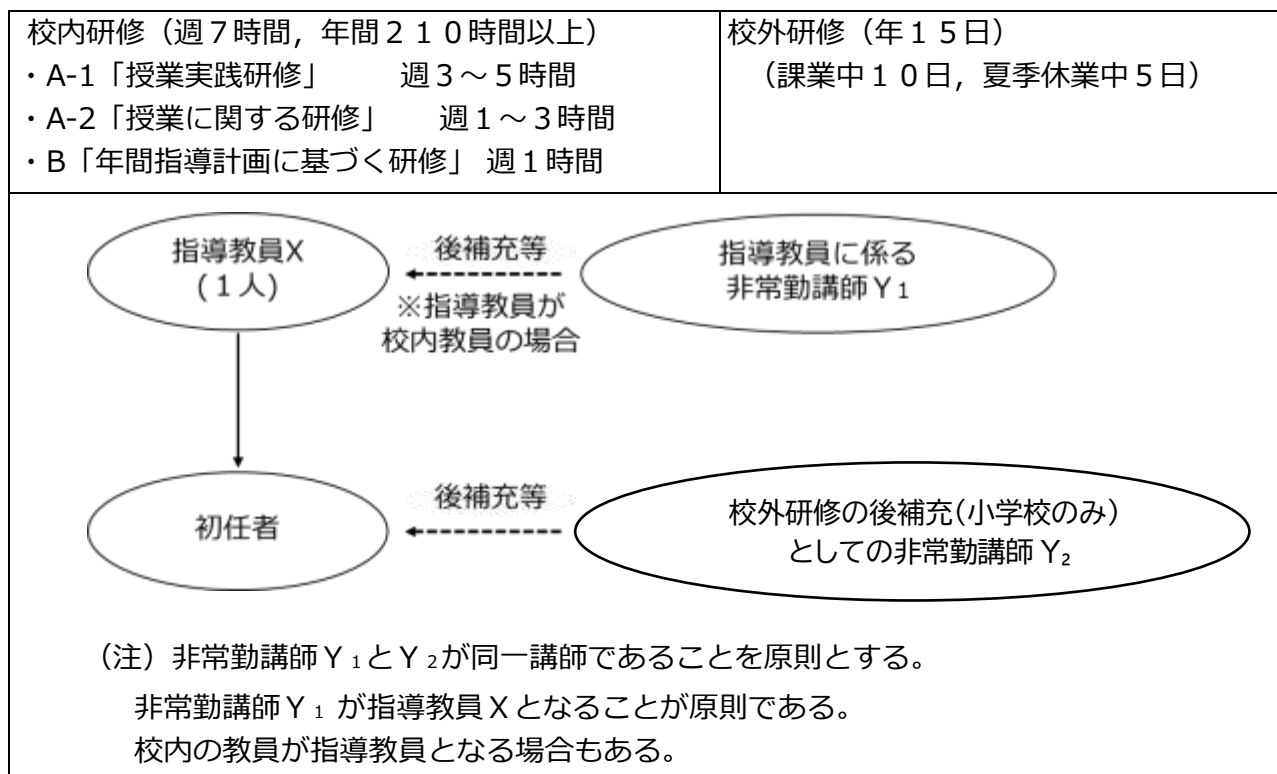 校内研修（週７時間，年間２１０時間以上）
・A-1「授業実践研修」　　週３～５時間
・A-2「授業に関する研修」　週１～３時間
・B「年間指導計画に基づく研修」 週１時間
校外研修（年１５日）
（課業中１０日，夏季休業中５日）
指導教員X
(１人)
後補充等
※指導教員が
校内教員の場合
指導教員に係る
非常勤講師Ｙ₁
初任者
後補充等
校外研修の後補充(小学校のみ)
としての非常勤講師Ｙ₂
（注）非常勤講師Ｙ₁とＹ₂が同一講師であることを原則とする。
非常勤講師Ｙ₁ が指導教員Ｘとなることが原則である。
校内の教員が指導教員となる場合もある。